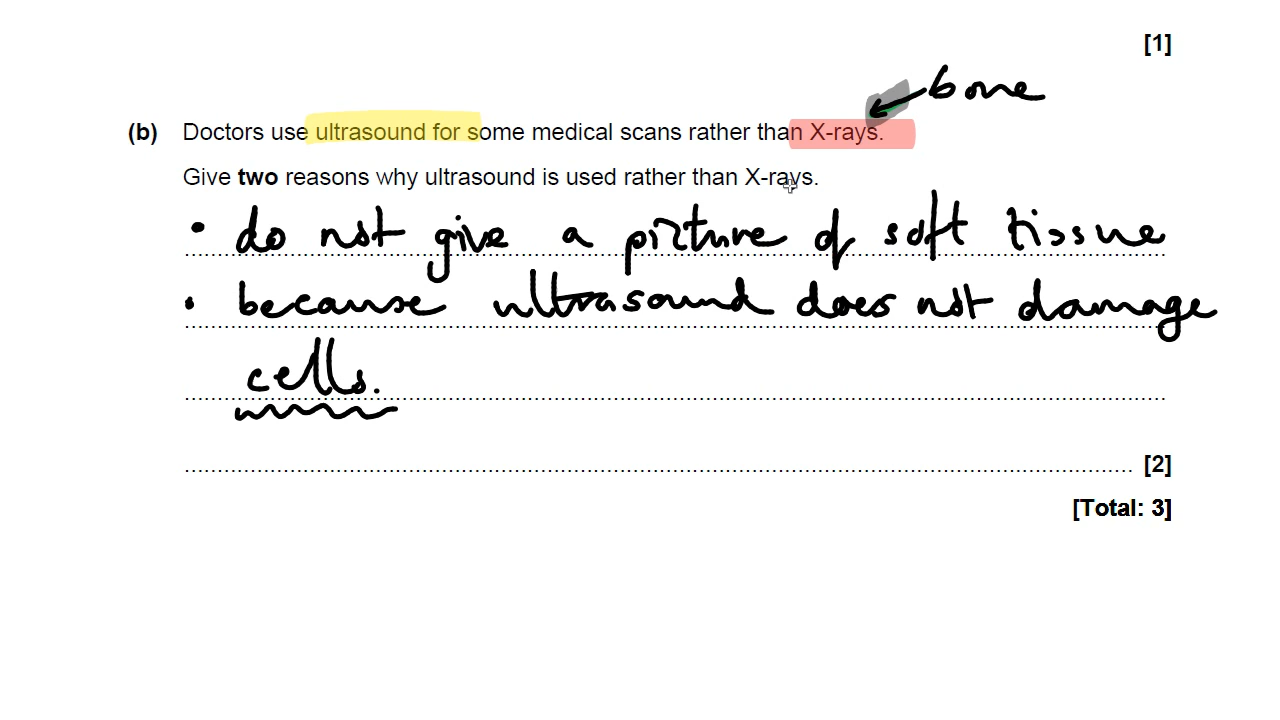 [1]
bone
(b) Doctors use ultrasound for some medical scans rather than X-rays.
Give two reasons why ultrasound is used rather than X-rays.
• do not give a picture of soft tissue
• because ultrasound does not damage
cells.
[2]
[Total: 3]